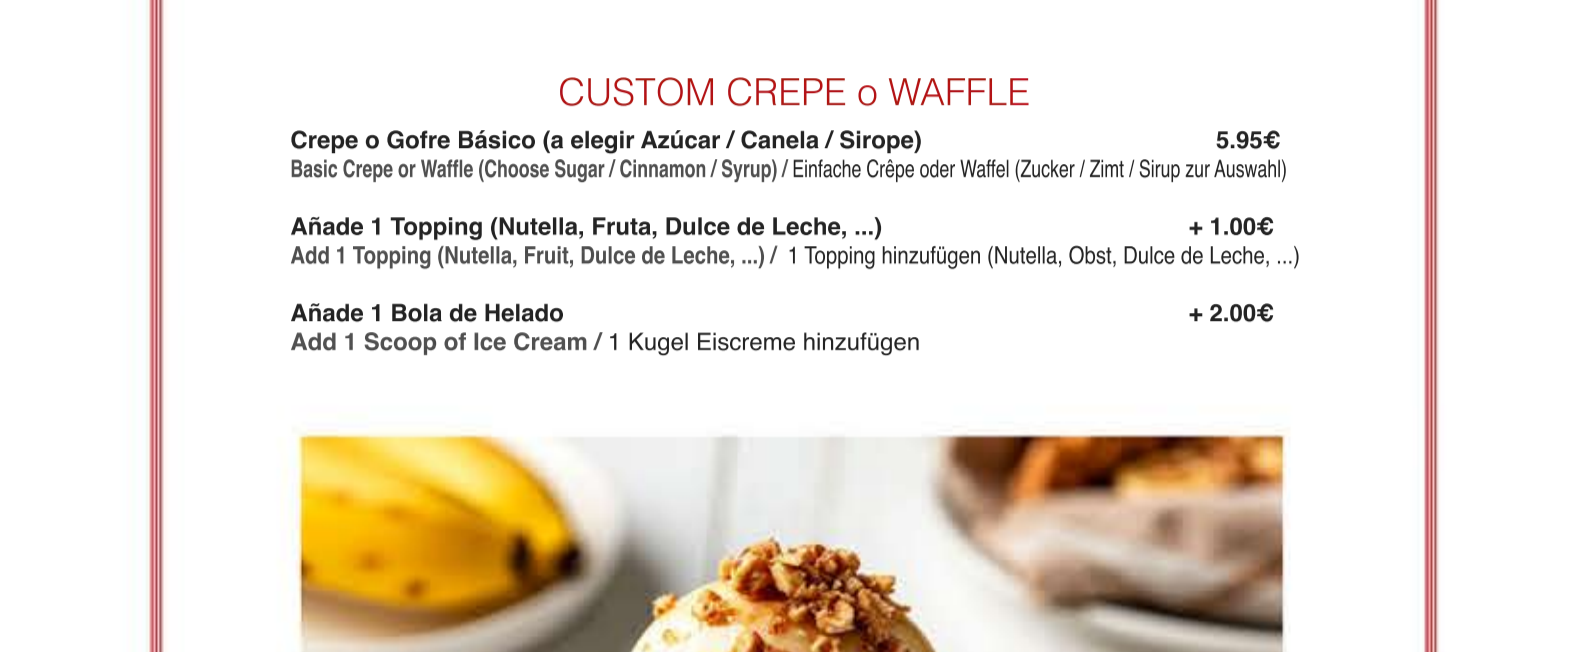 CUSTOM CREPE o WAFFLE
Crepe o Gofre Básico (a elegir Azúcar / Canela / Sirope) 5.95€
Basic Crepe or Waffle (Choose Sugar / Cinnamon / Syrup) / Einfache Crêpe oder Waffel (Zucker / Zimt / Sirup zur Auswahl)
Añade 1 Topping (Nutella, Fruta, Dulce de Leche, ...) + 1.00€
Add 1 Topping (Nutella, Fruit, Dulce de Leche, ...) / 1 Topping hinzufügen (Nutella, Obst, Dulce de Leche, ...)
Añade 1 Bola de Helado + 2.00€
Add 1 Scoop of Ice Cream / 1 Kugel Eiscreme hinzufügen